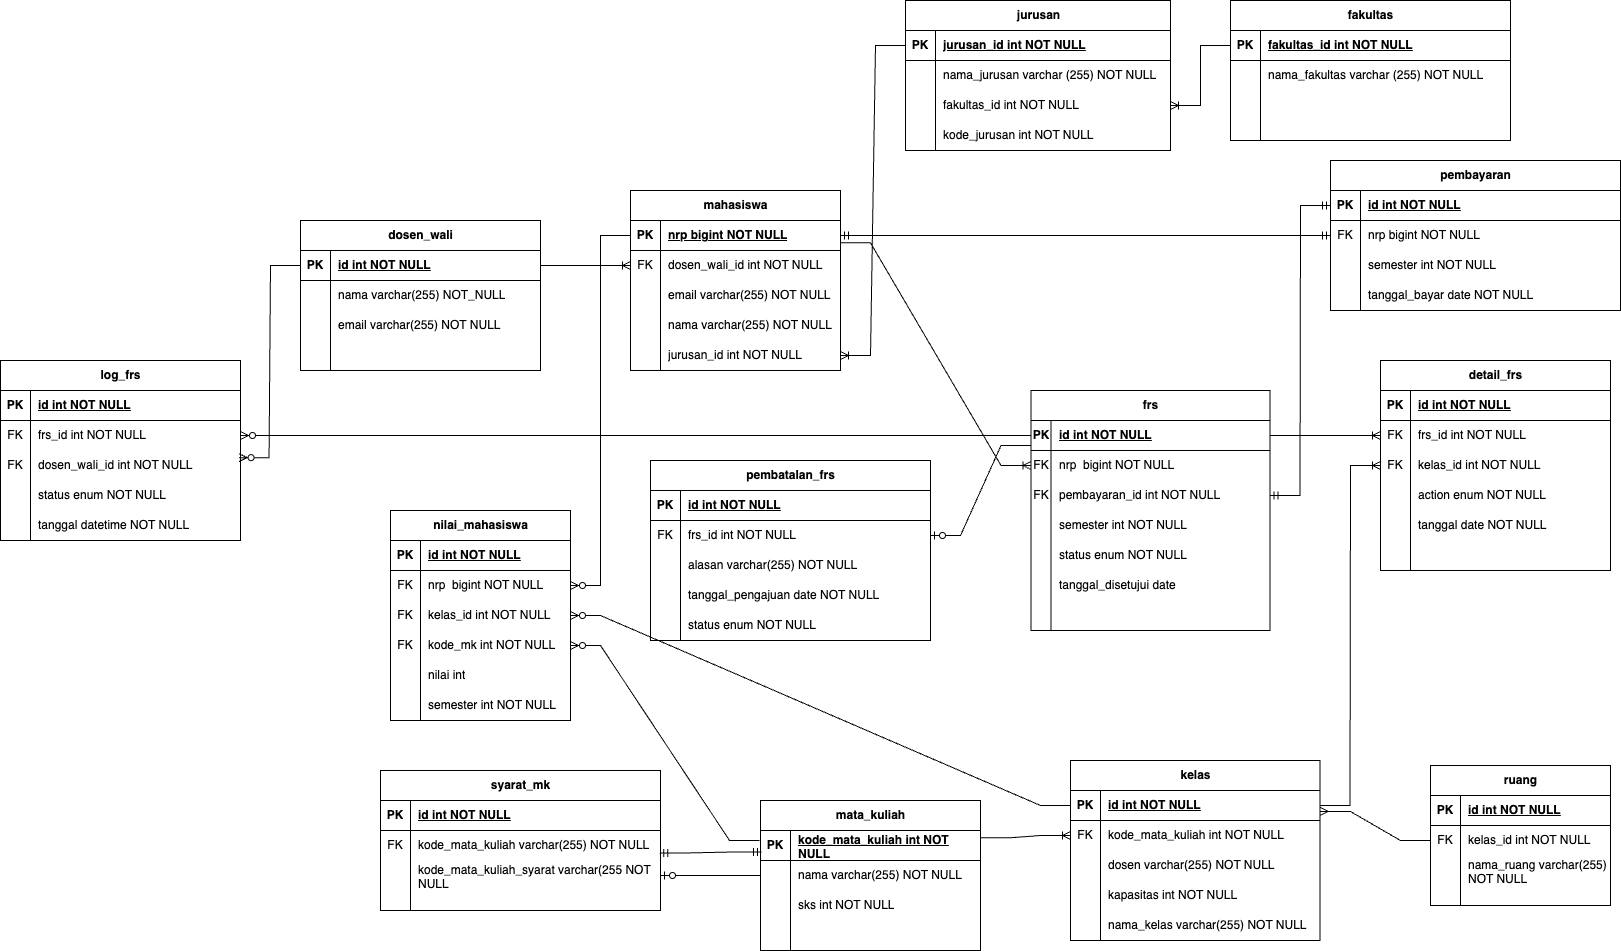 jurusan
PK jurusan_id int NOT NULL
nama_jurusan varchar (255) NOT NULL
fakultas_id int NOT NULL
kode_jurusan int NOT NULL
fakultas
PK fakultas_id int NOT NULL
nama_fakultas varchar (255) NOT NULL
pembayaran
PK id int NOT NULL
FK nrp bigint NOT NULL
semester int NOT NULL
tanggal_bayar date NOT NULL
mahasiswa
PK nrp bigint NOT NULL
FK dosen_wali_id int NOT NULL
email varchar(255) NOT NULL
nama varchar(255) NOT NULL
jurusan_id int NOT NULL
dosen_wali
PK id int NOT NULL
nama varchar(255) NOT_NULL
email varchar(255) NOT NULL
log_frs
PK id int NOT NULL
FK frs_id int NOT NULL
FK dosen_wali_id int NOT NULL
status enum NOT NULL
tanggal datetime NOT NULL
frs
PK id int NOT NULL
FK nrp  bigint NOT NULL
FK pembayaran_id int NOT NULL
semester int NOT NULL
status enum NOT NULL
tanggal_disetujui date
detail_frs
PK id int NOT NULL
FK frs_id int NOT NULL
FK kelas_id int NOT NULL
action enum NOT NULL
tanggal date NOT NULL
pembatalan_frs
PK id int NOT NULL
FK frs_id int NOT NULL
alasan varchar(255) NOT NULL
tanggal_pengajuan date NOT NULL
status enum NOT NULL
nilai_mahasiswa
PK id int NOT NULL
FK nrp  bigint NOT NULL
FK kelas_id int NOT NULL
FK kode_mk int NOT NULL
nilai int
semester int NOT NULL
syarat_mk
PK id int NOT NULL
FK kode_mata_kuliah varchar(255) NOT NULL
kode_mata_kuliah_syarat varchar(255 NOT
NULL
mata_kuliah
PK kode_mata_kuliah int NOT
NULL
nama varchar(255) NOT NULL
sks int NOT NULL
kelas
PK id int NOT NULL
FK kode_mata_kuliah int NOT NULL
dosen varchar(255) NOT NULL
kapasitas int NOT NULL
nama_kelas varchar(255) NOT NULL
ruang
PK id int NOT NULL
FK kelas_id int NOT NULL
nama_ruang varchar(255)
NOT NULL